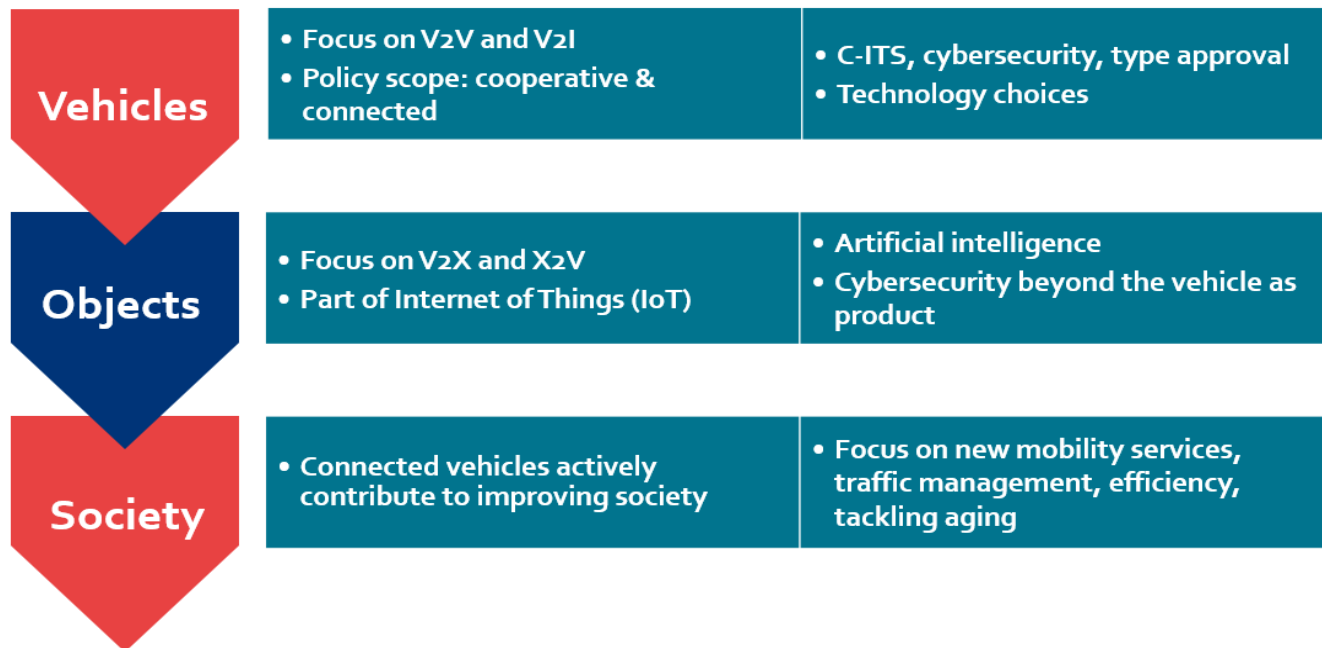 Vehicles
• Focus on V2V and V2I
• Policy scope: cooperative &
connected
• C-ITS, cybersecurity, type approval
• Technology choices
Objects
• Focus on V2X and X2V
• Part of Internet of Things (IoT)
• Artificial intelligence
• Cybersecurity beyond the vehicle as
product
Society
• Connected vehicles actively
contribute to improving society
• Focus on new mobility services,
traffic management, efficiency,
tackling aging